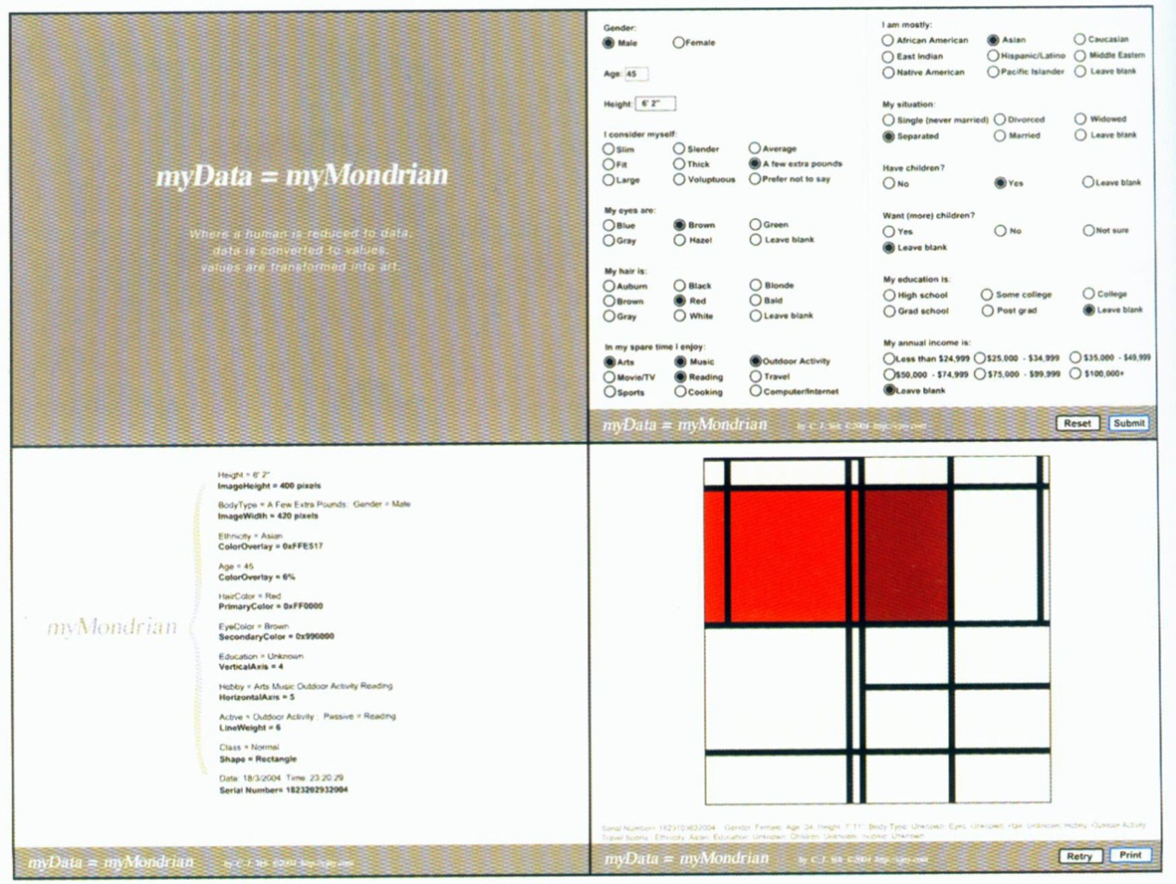 myData = myMondrian
Where a human is reduced to data,
data is converted to values,
values are transformed into art.
Gender:
Male Female
Age: 45
Height: 6' 2"
I consider myself:
Slim Slender Average
Fit Thick A few extra pounds
Large Voluptuous Prefer not to say
My eyes are:
Blue Brown Green
Gray Hazel Leave blank
My hair is:
Auburn Black Blonde
Brown Red Bald
Gray White Leave blank
In my spare time I enjoy:
Arts Music Outdoor Activity
Movie/TV Reading Travel
Sports Cooking Computer/Internet
I am mostly:
African American Asian Caucasian
East Indian Hispanic/Latino Middle Eastern
Native American Pacific Islander Leave blank
My situation:
Single (never married) Divorced Widowed
Separated Married Leave blank
Have children?
No Yes Leave blank
Want (more) children?
Yes No Not sure
Leave blank
My education is:
High school Some college College
Grad school Post grad Leave blank
My annual income is:
Less than $24,999 $25,000 - $34,999 $35,000 - $49,999
$50,000 - $74,999 $75,000 - $99,999 $100,000+
Leave blank
myData = myMondrian by C. J. Yeh ©2004 http://cjny.com Reset Submit
myMondrian
Height = 6' 2"
ImageHeight = 400 pixels
BodyType = A Few Extra Pounds; Gender = Male
ImageWidth = 420 pixels
Ethnicity = Asian
ColorOverlay = 0xFFE517
Age = 45
ColorOverlay = 6%
HairColor = Red
PrimaryColor = 0xFF0000
EyeColor = Brown
SecondaryColor = 0x990000
Education = Unknown
VerticalAxis = 4
Hobby = Arts Music Outdoor Activity Reading
HorizontalAxis = 5
Active = Outdoor Activity ; Passive = Reading
LineWeight = 6
Class = Normal
Shape = Rectangle
Date: 18/3/2004 Time: 23:20:29
Serial Number= 1823202932004
myData = myMondrian by C. J. Yeh ©2004 http://cjny.com
Gender: Female; Age: Height: Body Type: Unknown; Eyes: Unknown; Hair: Unknown; Hobby: Outdoor Activity
Travel Ethnicity: Asian; Education: Unknown; Children: Unknown;
myData = myMondrian by C. J. Yeh ©2004 http://cjny.com Retry Print